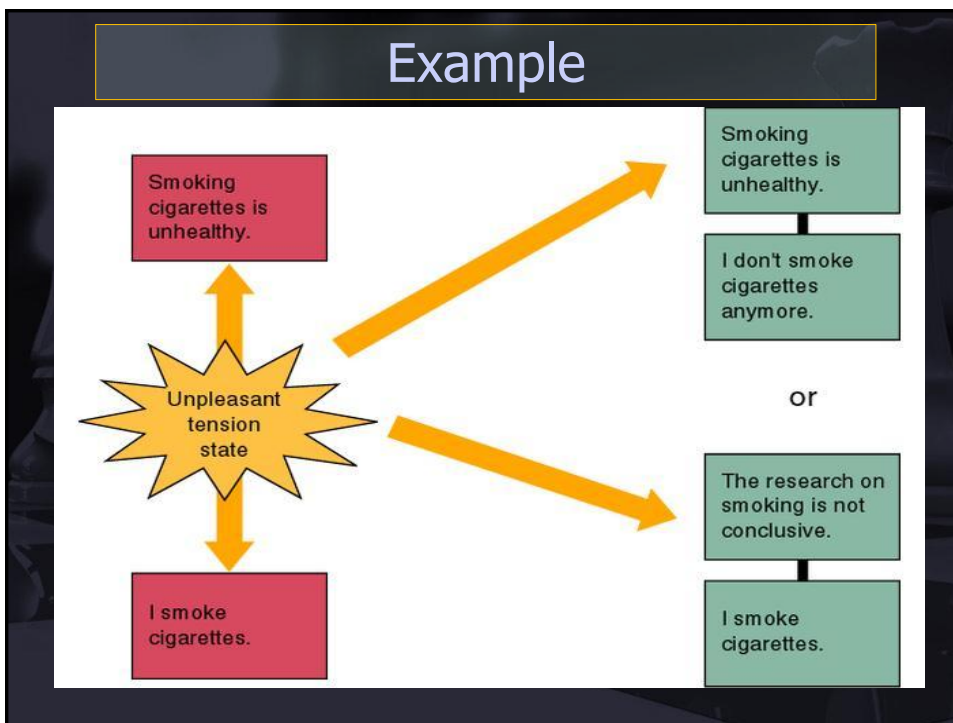 Example
Smoking
cigarettes is
unhealthy.
Unpleasant
tension
state
I smoke
cigarettes.
Smoking
cigarettes is
unhealthy.
I don't smoke
cigarettes
anymore.
or
The research on
smoking is not
conclusive.
I smoke
cigarettes.